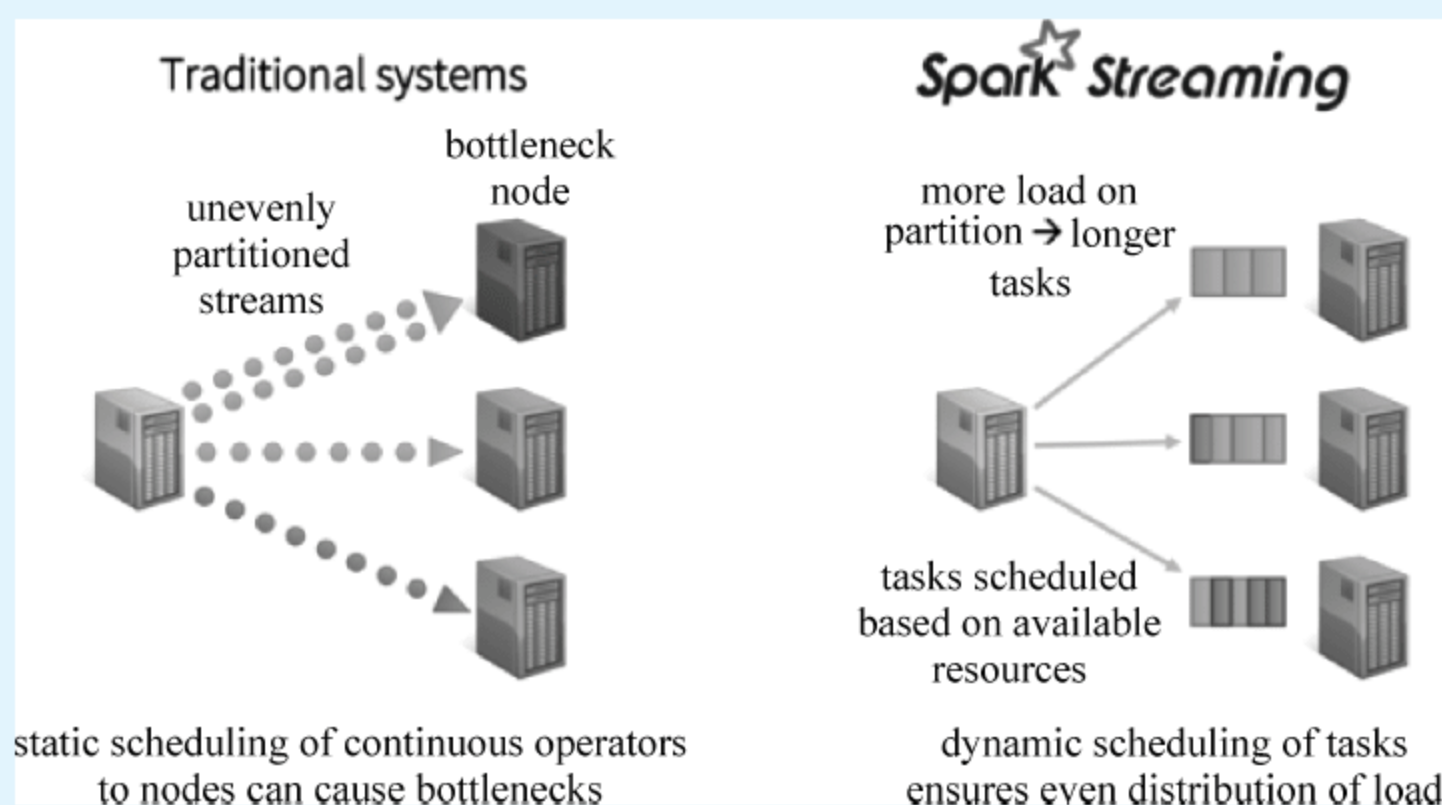 Traditional systems
bottleneck
node
unevenly
partitioned
streams
static scheduling of continuous operators
to nodes can cause bottlenecks
Spark Streaming
more load on
partition → longer
tasks
tasks scheduled
based on available
resources
dynamic scheduling of tasks
ensures even distribution of load